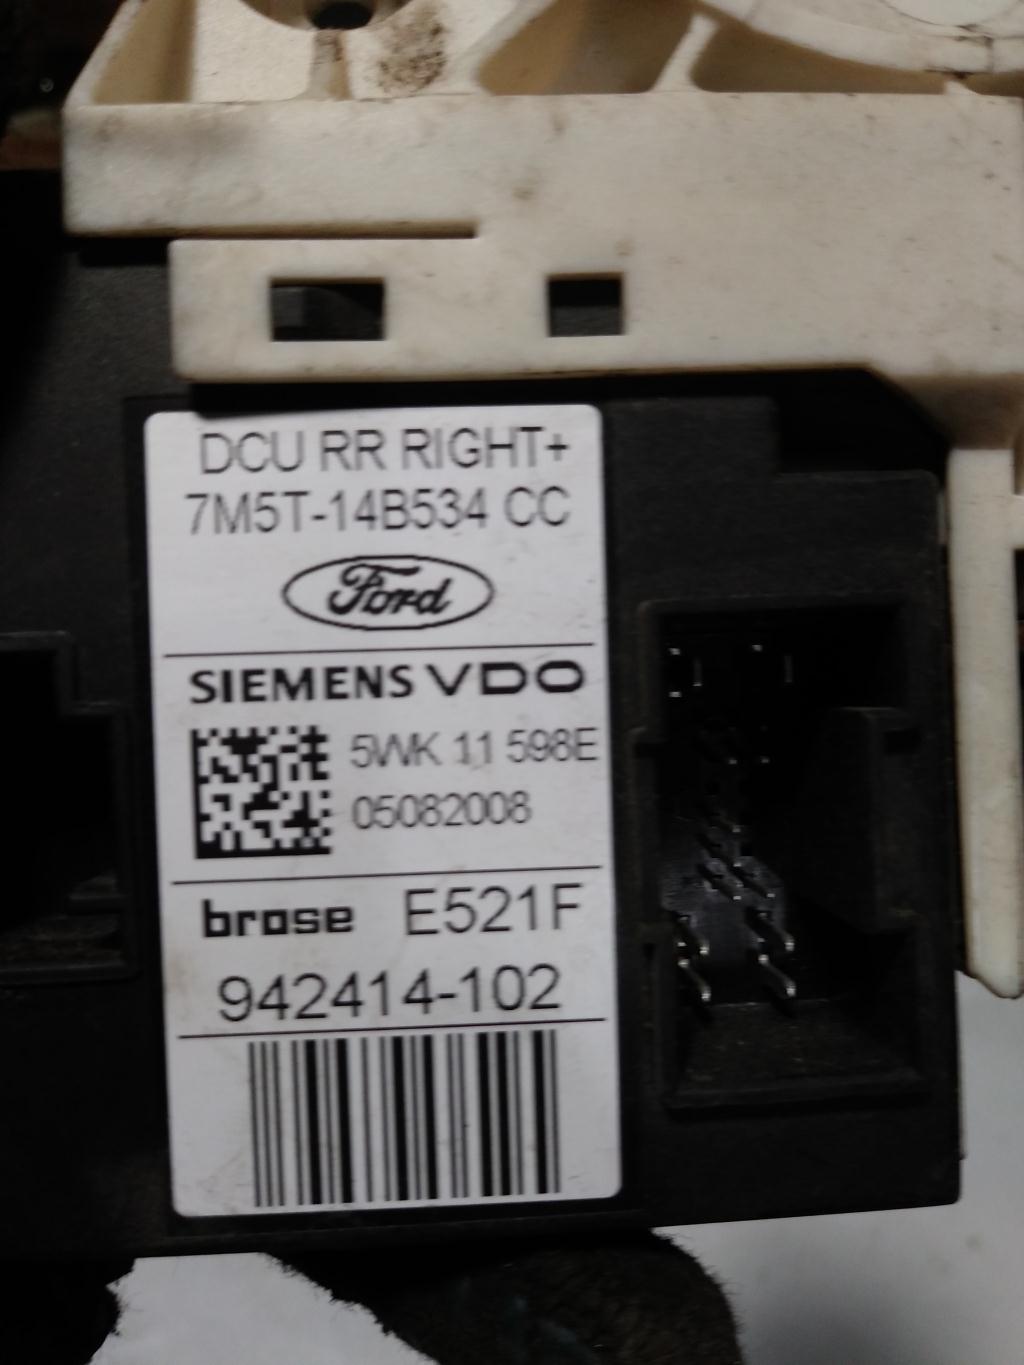 DCU RR RIGHT+
7M5T-14B534 CC
Ford
SIEMENS VDO
5WK 11 598E
05082008
brose E521F
942414-102